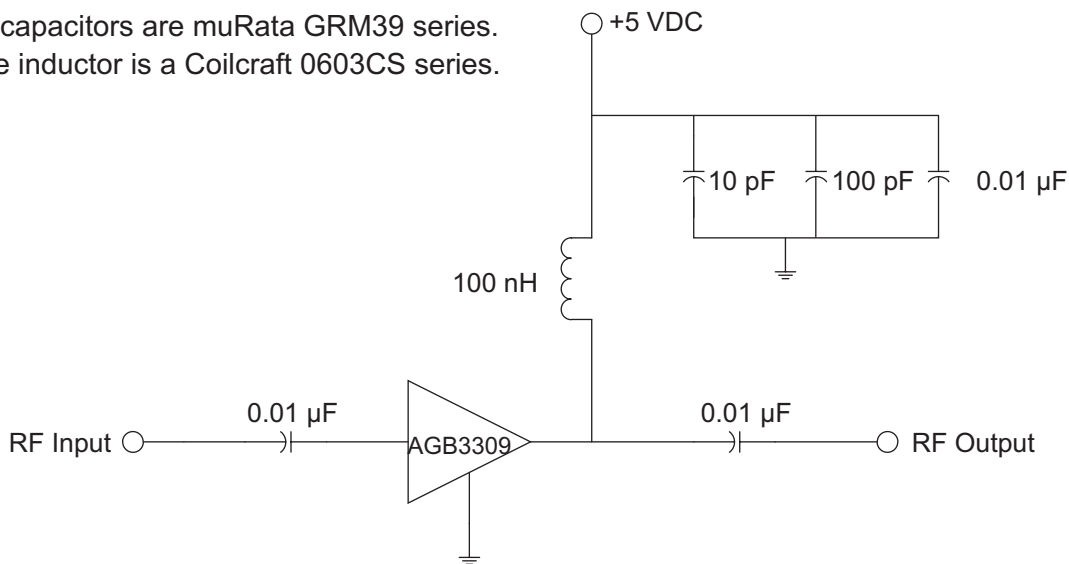 capacitors are muRata GRM39 series.
e inductor is a Coilcraft 0603CS series.
+5 VDC
10 pF
100 pF
0.01 µF
100 nH
0.01 µF
0.01 µF
RF Input
AGB3309
RF Output